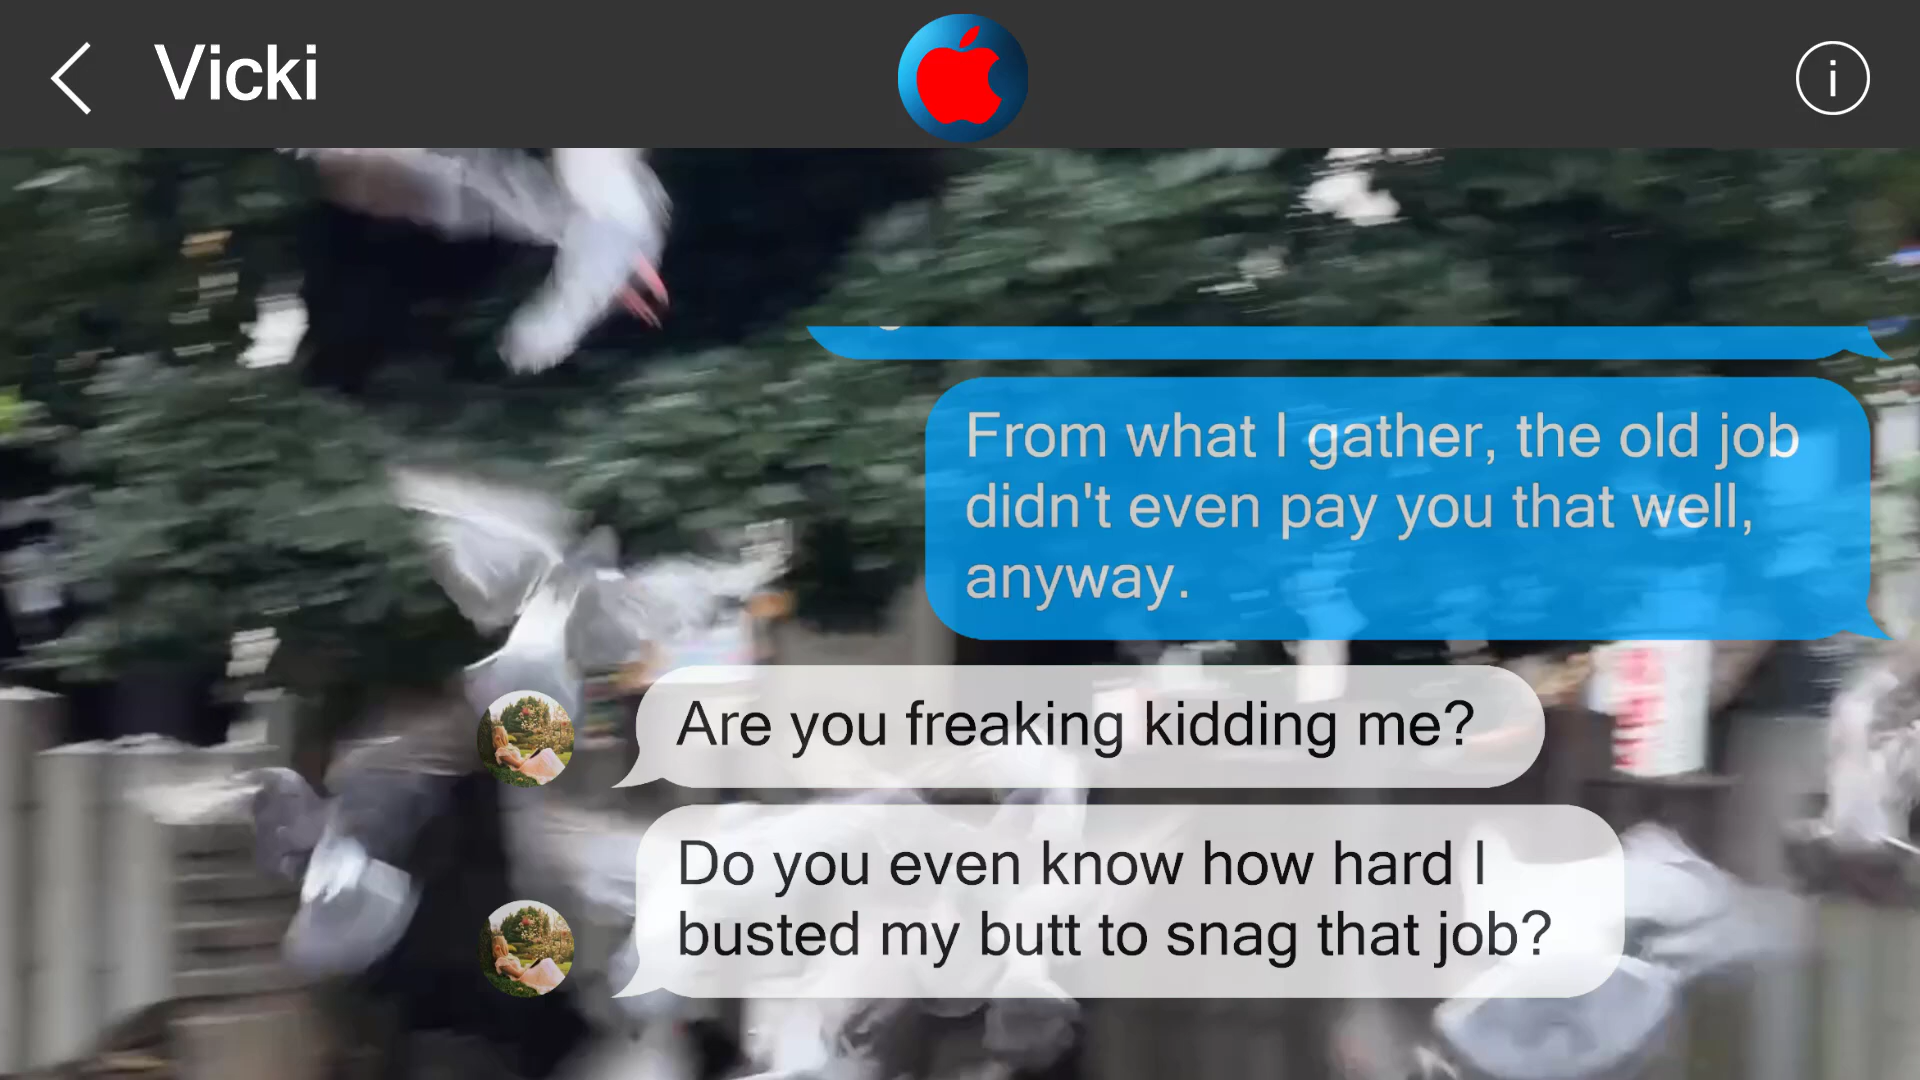 Vicki
i
From what I gather, the old job
didn't even pay you that well,
anyway.
Are you freaking kidding me?
Do you even know how hard I
busted my butt to snag that job?